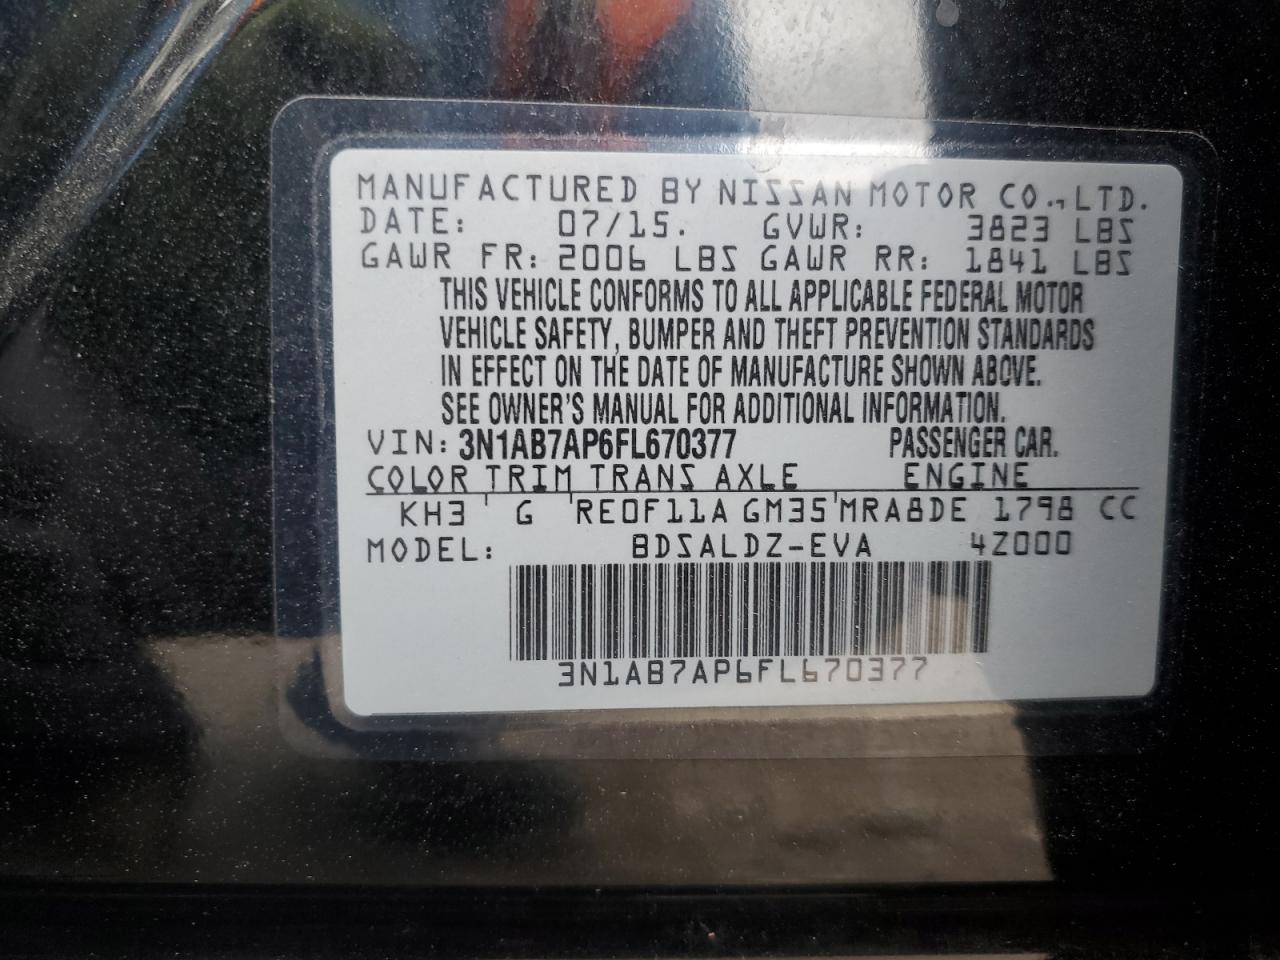 MANUFACTURED BY NISSAN MOTOR CO., LTD.
DATE: 07/15. GVWR: 3823 LBS
GAWR FR: 2006 LBS GAWR RR: 1841 LBS
THIS VEHICLE CONFORMS TO ALL APPLICABLE FEDERAL MOTOR
VEHICLE SAFETY, BUMPER AND THEFT PREVENTION STANDARDS
IN EFFECT ON THE DATE OF MANUFACTURE SHOWN ABOVE.
SEE OWNER'S MANUAL FOR ADDITIONAL INFORMATION.
VIN: 3N1AB7AP6FL670377 PASSENGER CAR.
COLOR TRIM TRANS AXLE ENGINE
KH3 ' G ' RE0F11A GM35 ' MRA8DE 1798 CC
MODEL: BDSALDZ-EVA 4Z000
3N1AB7AP6FL670377